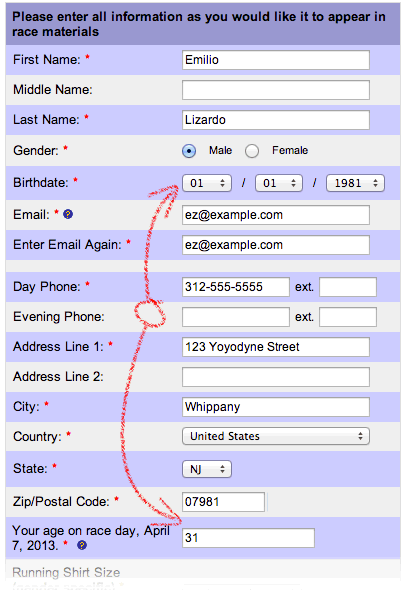 Please enter all information as you would like it to appear in
race materials
First Name: * Emilio
Middle Name:
Last Name: * Lizardo
Gender: * Male Female
Birthdate: * 01 / 01 / 1981
Email: * ? ez@example.com
Enter Email Again: * ez@example.com
Day Phone: * 312-555-5555 ext.
Evening Phone: ext.
Address Line 1: * 123 Yoyodyne Street
Address Line 2:
City: * Whippany
Country: * United States
State: * NJ
Zip/Postal Code: * 07981
Your age on race day, April
7, 2013. * ? 31
Running Shirt Size